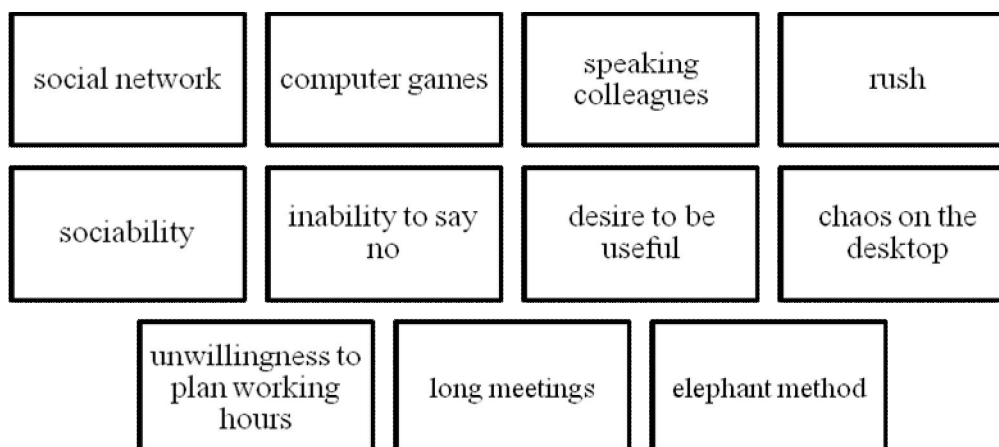 social network
computer games
speaking
colleagues
rush
sociability
inability to say
no
desire to be
useful
chaos on the
desktop
unwillingness to
plan working
hours
long meetings
elephant method